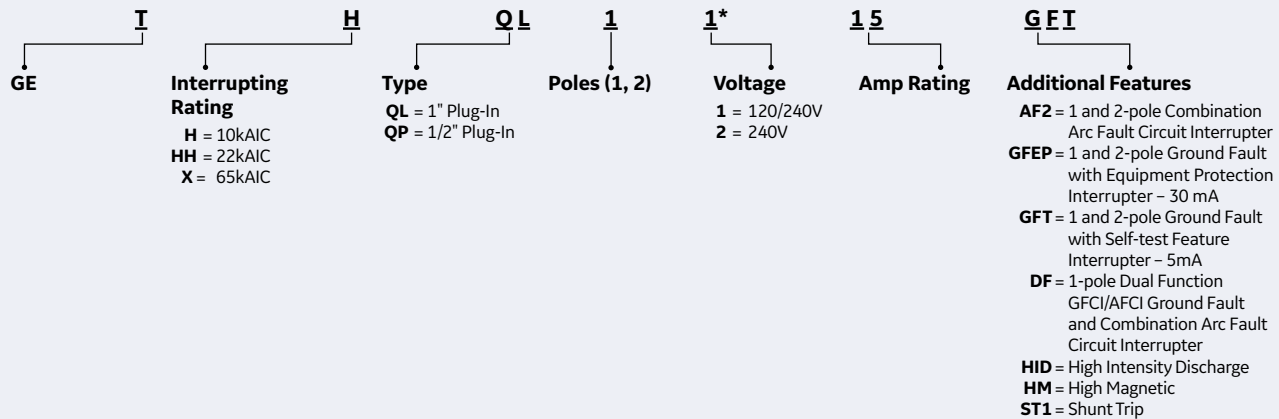 T H QL 1 1* 15 GFT
GE
Interrupting
Rating
H = 10kAIC
HH = 22kAIC
X = 65kAIC
Type
QL = 1" Plug-In
QP = 1/2" Plug-In
Poles (1, 2)
Voltage
1 = 120/240V
2 = 240V
Amp Rating
Additional Features
AF2 = 1 and 2-pole Combination
Arc Fault Circuit Interrupter
GFEP = 1 and 2-pole Ground Fault
with Equipment Protection
Interrupter – 30 mA
GFT = 1 and 2-pole Ground Fault
with Self-test Feature
Interrupter – 5mA
DF = 1-pole Dual Function
GFCI/AFCI Ground Fault
and Combination Arc Fault
Circuit Interrupter
HID = High Intensity Discharge
HM = High Magnetic
ST1 = Shunt Trip